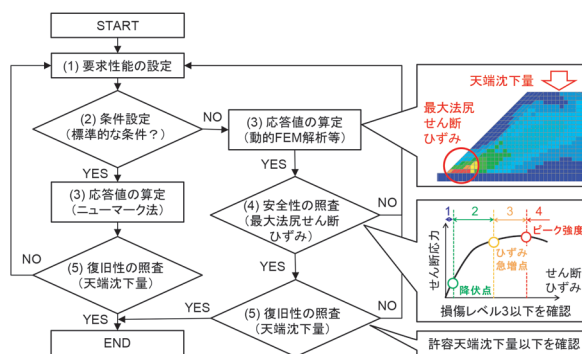 START
(1) 要求性能の設定
(2) 条件設定
(標準的な条件？)
NO
YES
(3) 応答値の算定
(ニューマーク法)
(3) 応答値の算定
(動的FEM解析等)
YES
(4) 安全性の照査
(最大法尻せん断
ひずみ)
NO
YES
NO
(5) 復旧性の照査
(天端沈下量)
YES
YES
(5) 復旧性の照査
(天端沈下量)
NO
END
天端沈下量
最大法尻
せん断
ひずみ
1
2
3
4
ピーク強度
ひずみ
急増点
降伏点
せん断応力
せん断
ひずみ
損傷レベル3以下を確認
許容天端沈下量以下を確認